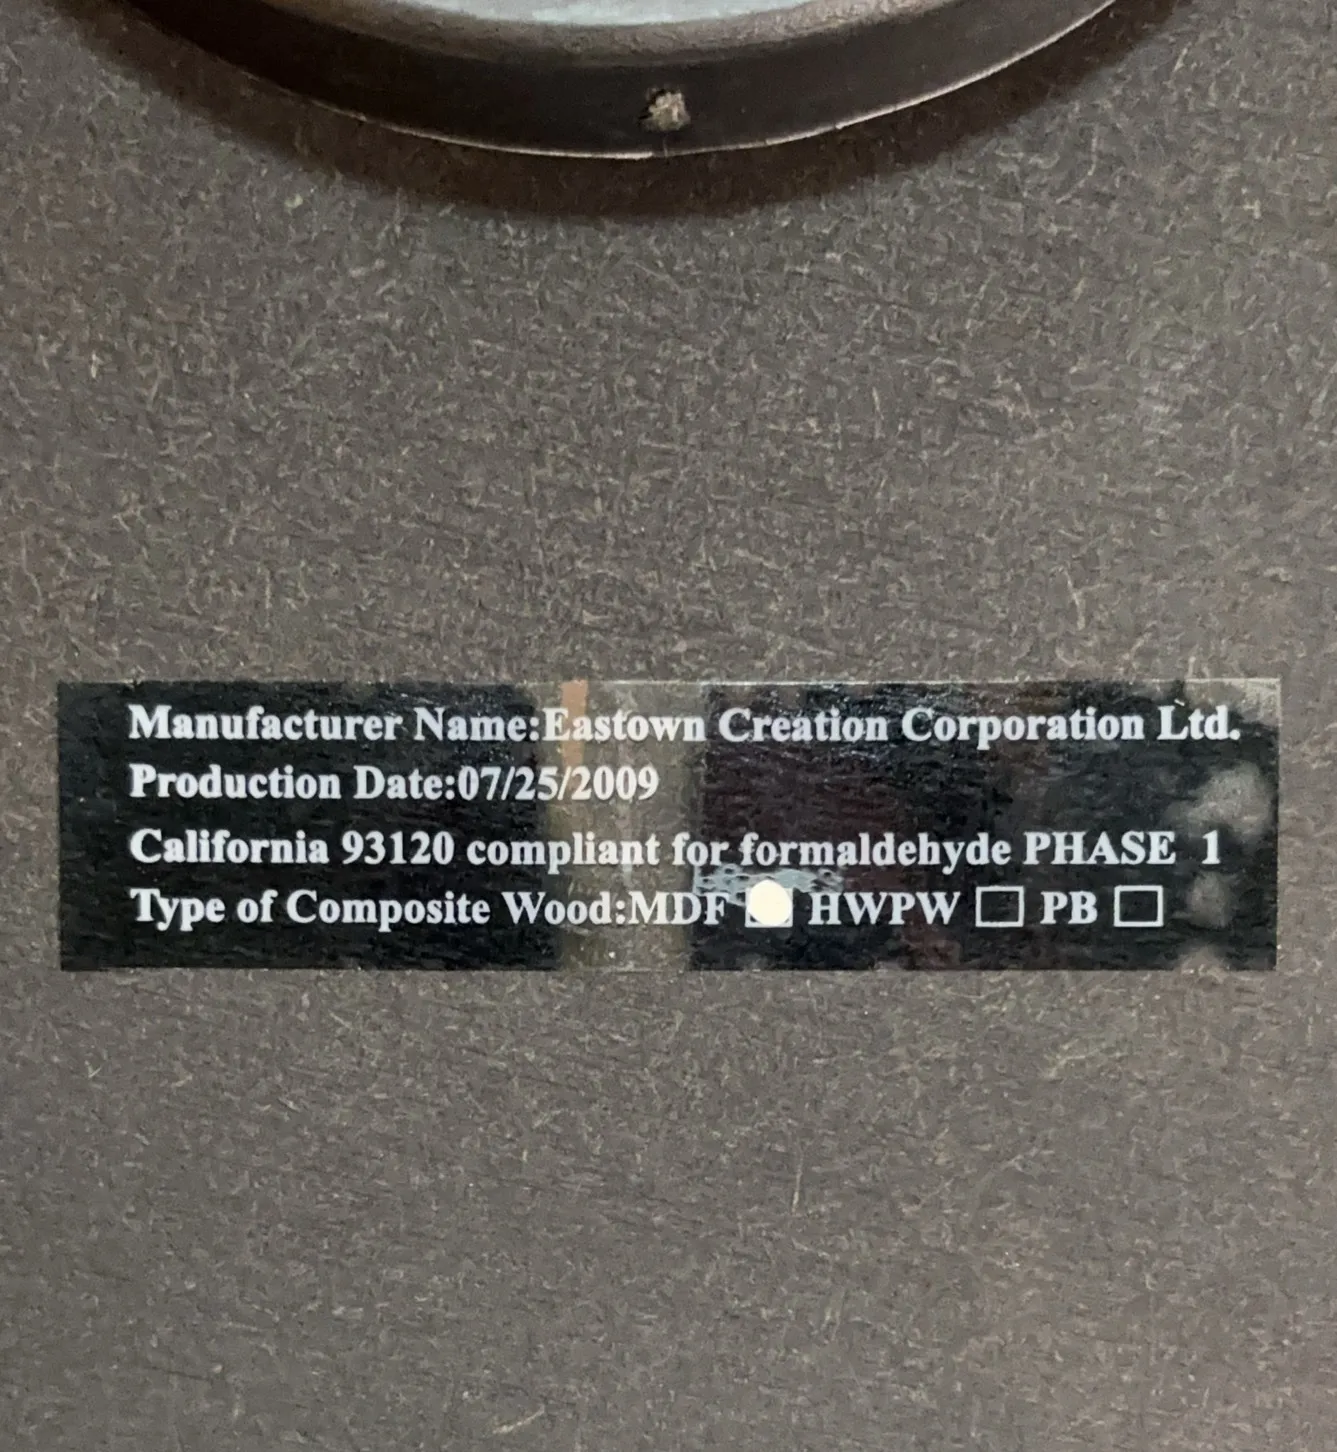 Manufacturer Name:Eastown Creation Corporation Ltd.
Production Date:07/25/2009
California 93120 compliant for formaldehyde PHASE 1
Type of Composite Wood:MDF HWPW PB